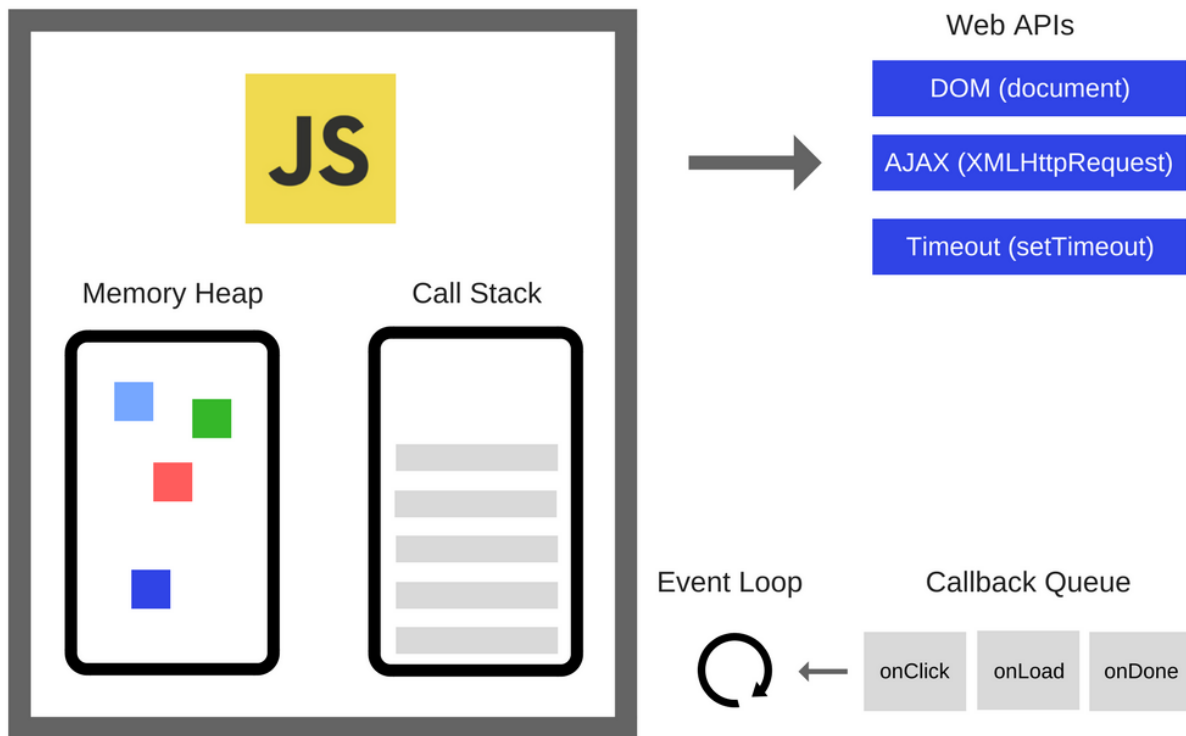 JS
Memory Heap
Call Stack
Web APIs
DOM (document)
AJAX (XMLHttpRequest)
Timeout (setTimeout)
Event Loop
Callback Queue
onClick
onLoad
onDone